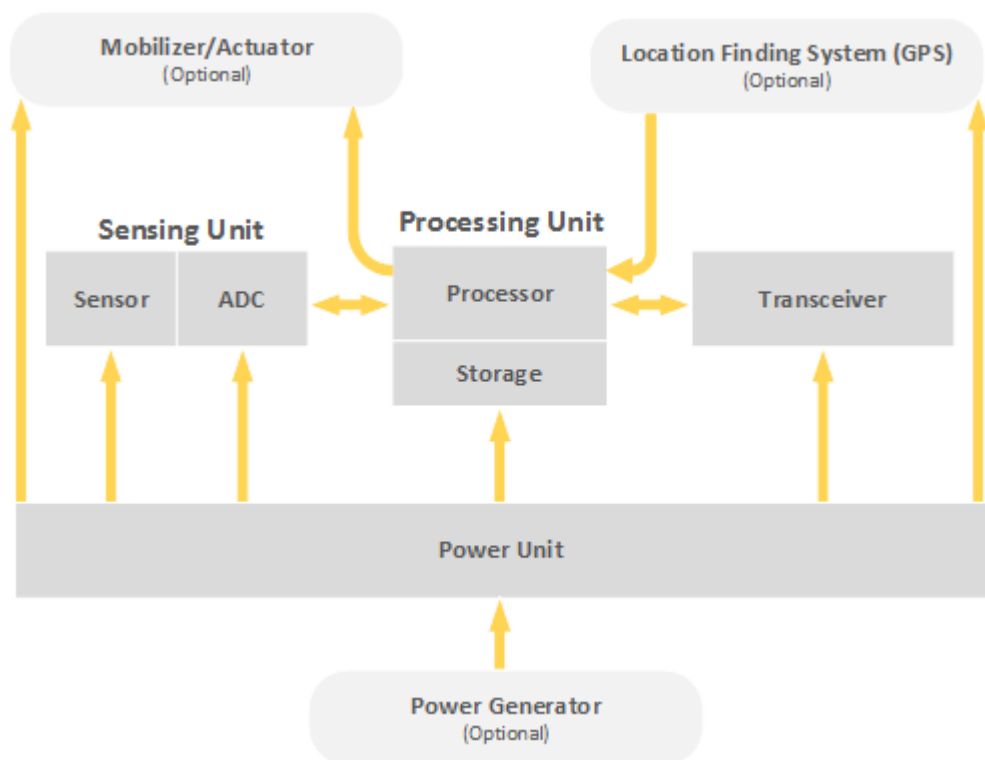 Mobilizer/Actuator
(Optional)
Location Finding System (GPS)
(Optional)
Sensing Unit
Processing Unit
Sensor
ADC
Processor
Transceiver
Storage
Power Unit
Power Generator
(Optional)